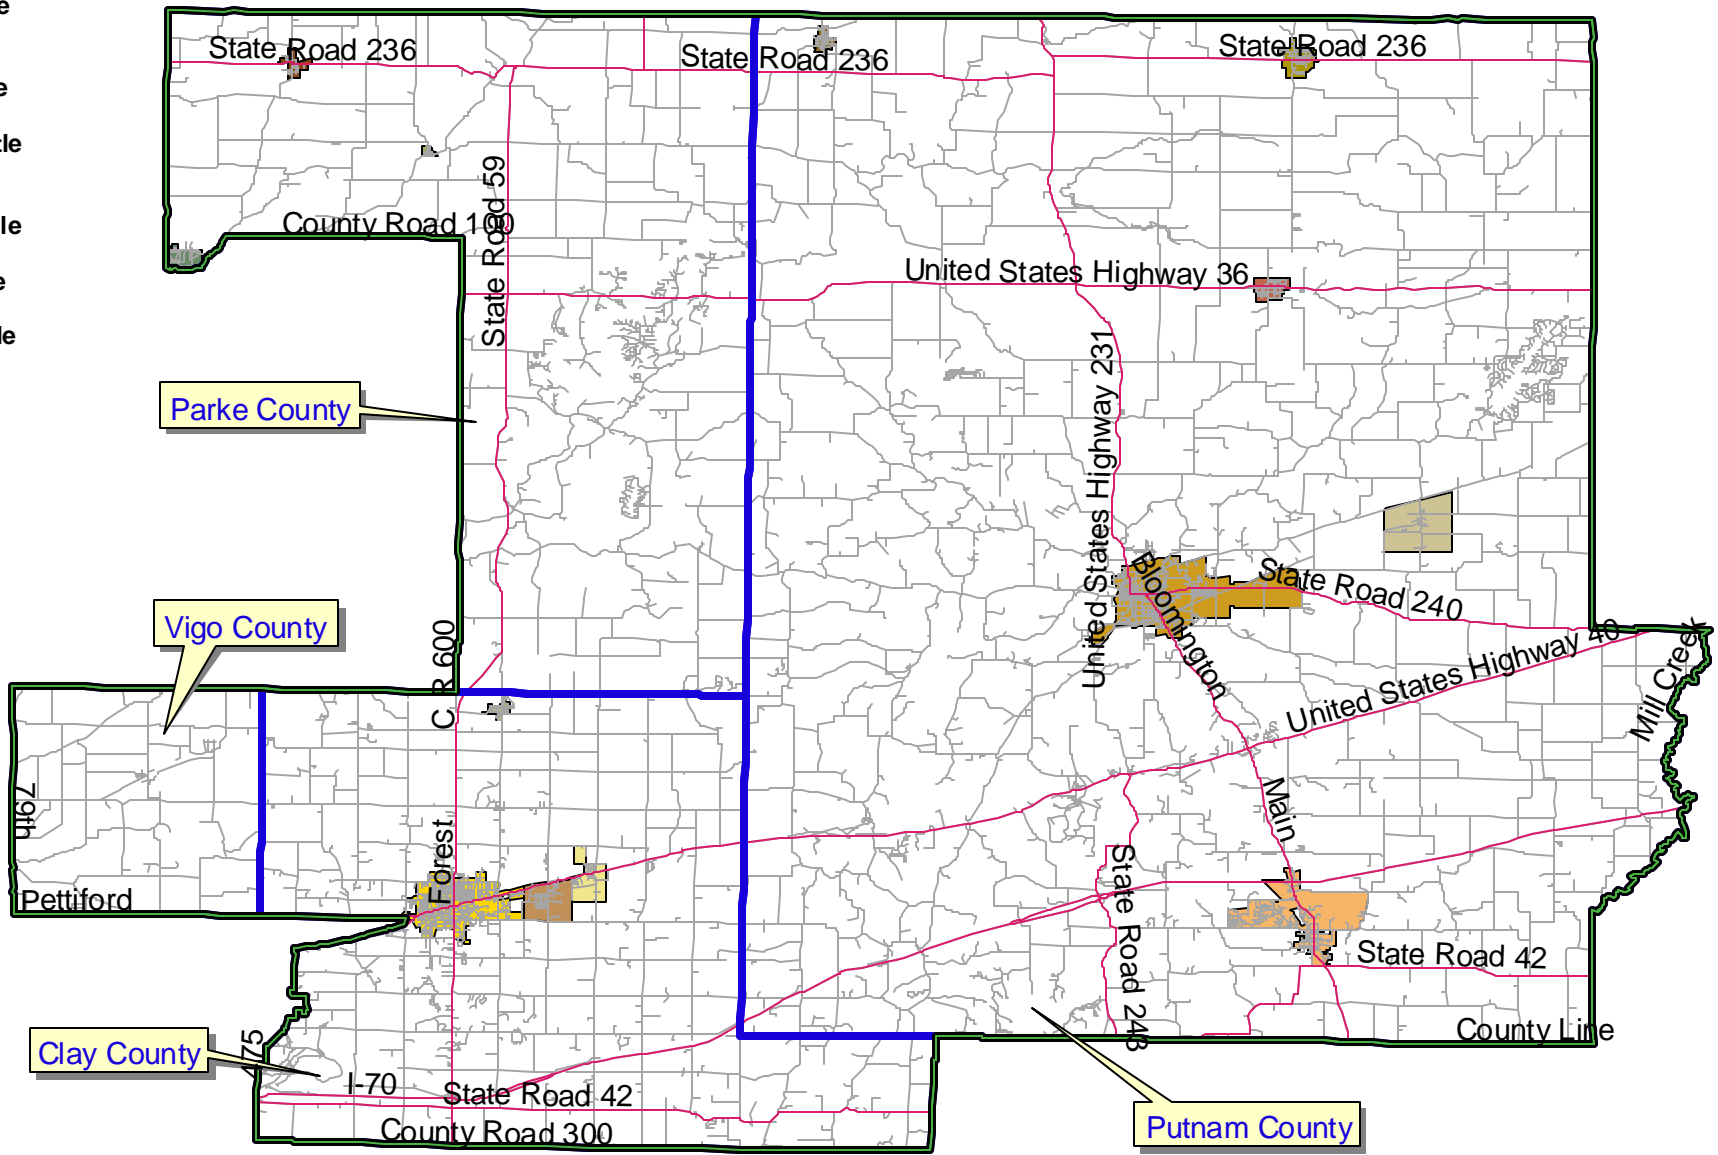 State Road 236
State Road 236
State Road 236
State Road 59
County Road 100
United States Highway 36
United States Highway 231
Parke County
State Road 240
Bloomington
Vigo County
C R 600
United States Highway 40
Mill Creek
79th
Main
Forest
Pettiford
State Road 243
State Road 42
County Line
Clay County
475
I-70
State Road 42
County Road 300
Putnam County